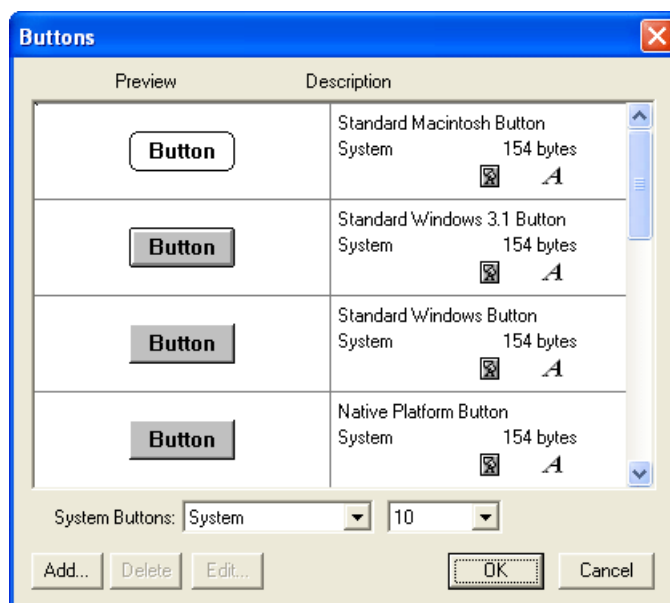 Buttons
Preview Description
Button
Standard Macintosh Button
System 154 bytes
A
Button
Standard Windows 3.1 Button
System 154 bytes
A
Button
Standard Windows Button
System 154 bytes
A
Button
Native Platform Button
System 154 bytes
A
System Buttons: System 10
Add... Delete Edit... OK Cancel